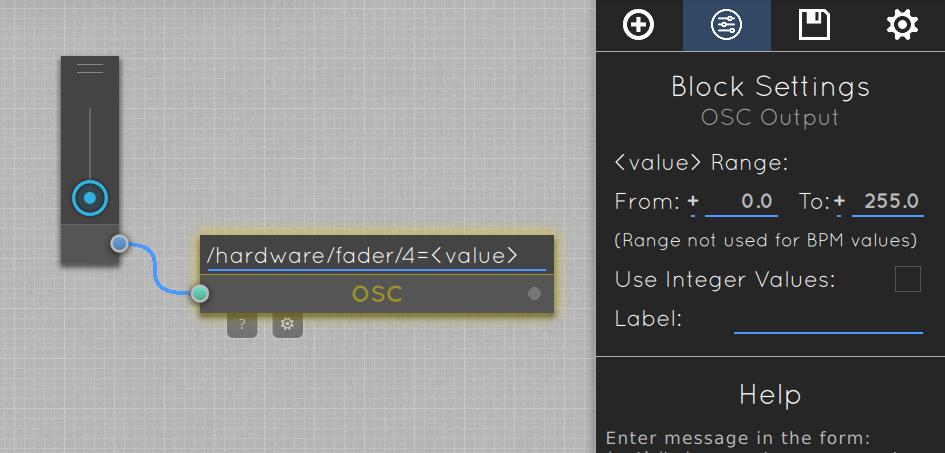 /hardware/fader/4=<value>
OSC
?
Block Settings
OSC Output
<value> Range:
From: + 0.0 To: + 255.0
(Range not used for BPM values)
Use Integer Values:
Label:
Help
Enter message in the form: